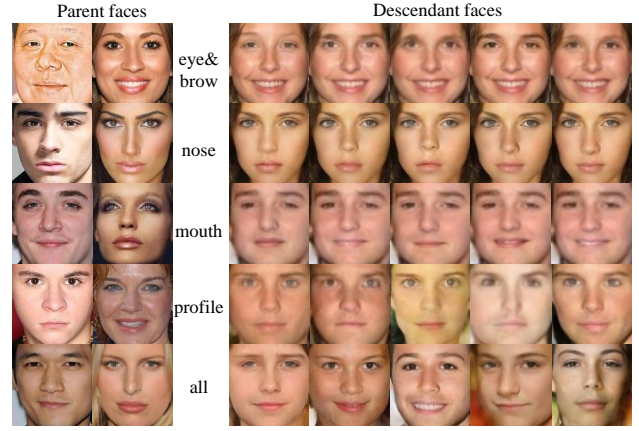 Parent faces
Descendant faces
eye&
brow
nose
mouth
profile
all